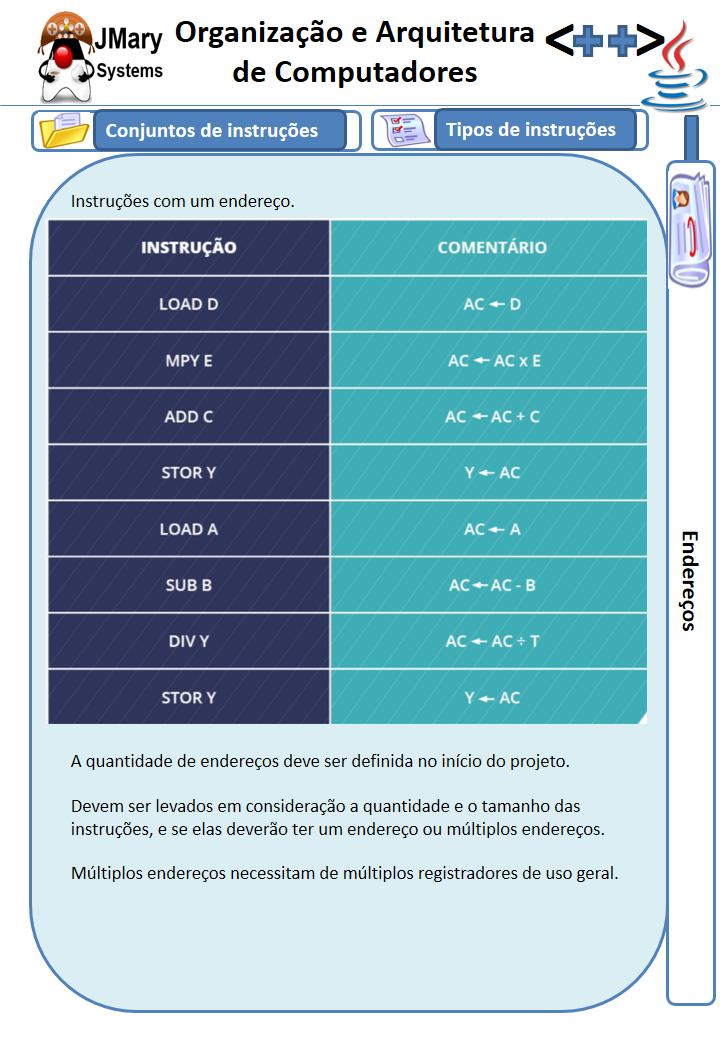 JMary
Systems
Organização e Arquitetura
de Computadores
<++>
Conjuntos de instruções
Tipos de instruções
Instruções com um endereço.
INSTRUÇÃO COMENTÁRIO
LOAD D AC ← D
MPY E AC ← AC x E
ADD C AC ← AC + C
STOR Y Y ← AC
LOAD A AC ← A
SUB B AC ← AC - B
DIV Y AC ← AC ÷ T
STOR Y Y ← AC
A quantidade de endereços deve ser definida no início do projeto.
Devem ser levados em consideração a quantidade e o tamanho das
instruções, e se elas deverão ter um endereço ou múltiplos endereços.
Múltiplos endereços necessitam de múltiplos registradores de uso geral.
Endereços